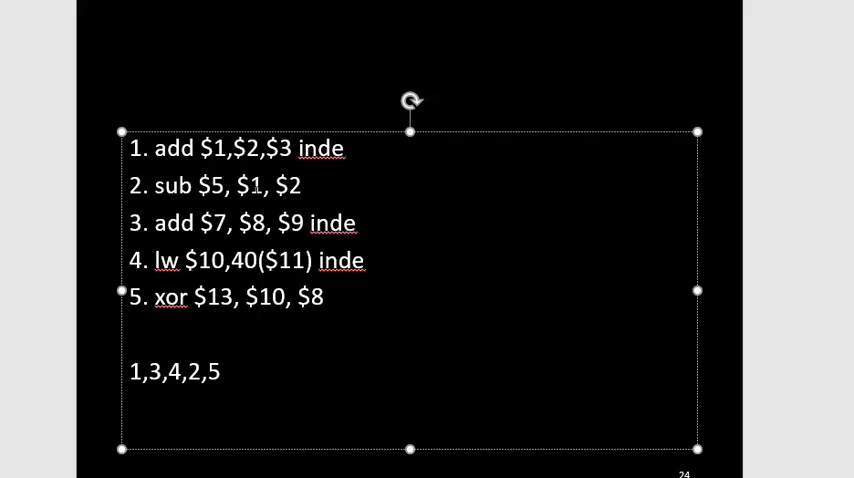 1. add $1,$2,$3 inde
2. sub $5, $1, $2
3. add $7, $8, $9 inde
4. lw $10,40($11) inde
5. xor $13, $10, $8
1,3,4,2,5
24